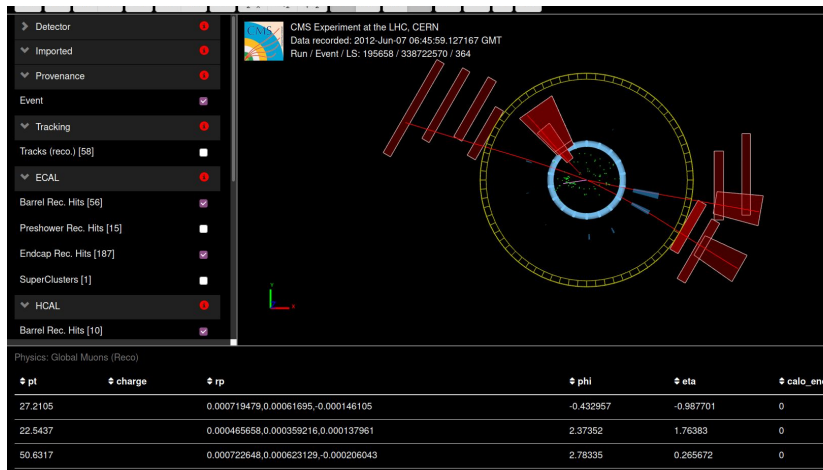 Detector
Imported
Provenance
Event
Tracking
Tracks (reco.) [58]
ECAL
Barrel Rec. Hits [56]
Preshower Rec. Hits [15]
Endcap Rec. Hits [187]
SuperClusters [1]
HCAL
Barrel Rec. Hits [10]
CMS
CMS Experiment at the LHC, CERN
Data recorded: 2012-Jun-07 06:45:59.127167 GMT
Run / Event / LS: 195658 / 338722570 / 364
Physics: Global Muons (Reco)
pt charge rp phi eta calo_ene
27.2105 0.000719479,0.00061695,-0.000146105 -0.432957 -0.987701 0
22.5437 0.000465658,0.000359216,0.000137961 2.37352 1.76383 0
50.6317 0.000722648,0.000623129,-0.000206043 2.78335 0.265672 0